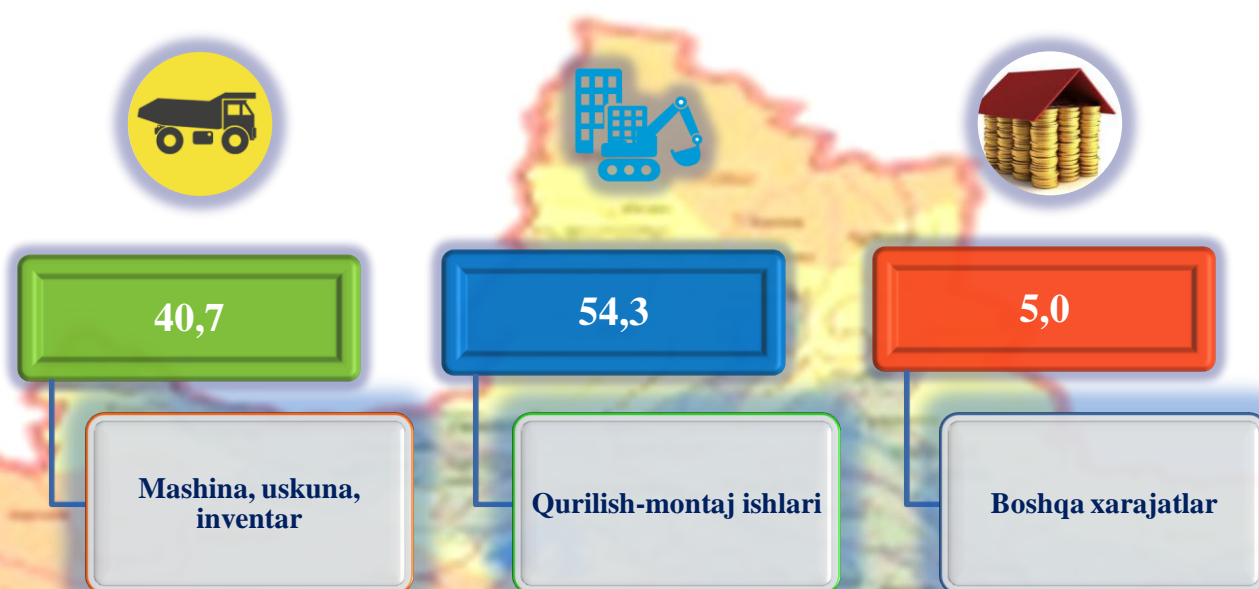 40,7
54,3
5,0
Mashina, uskuna,
inventar
Qurilish-montaj ishlari
Boshqa xarajatlar